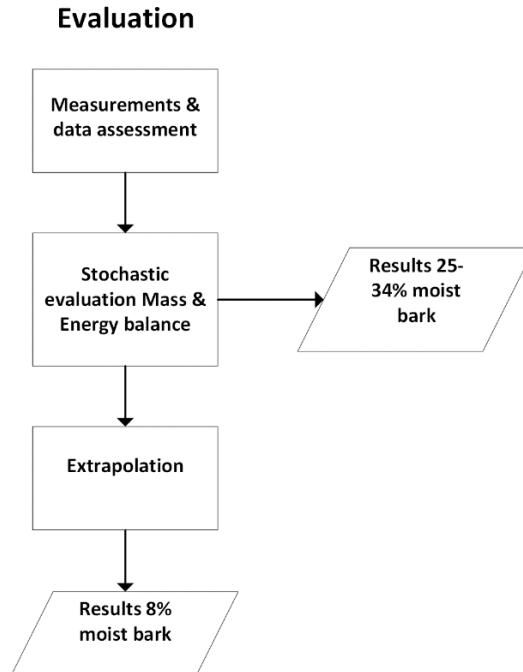 Evaluation
Measurements &
data assessment
Stochastic
evaluation Mass &
Energy balance
Results 25-
34% moist
bark
Extrapolation
Results 8%
moist bark